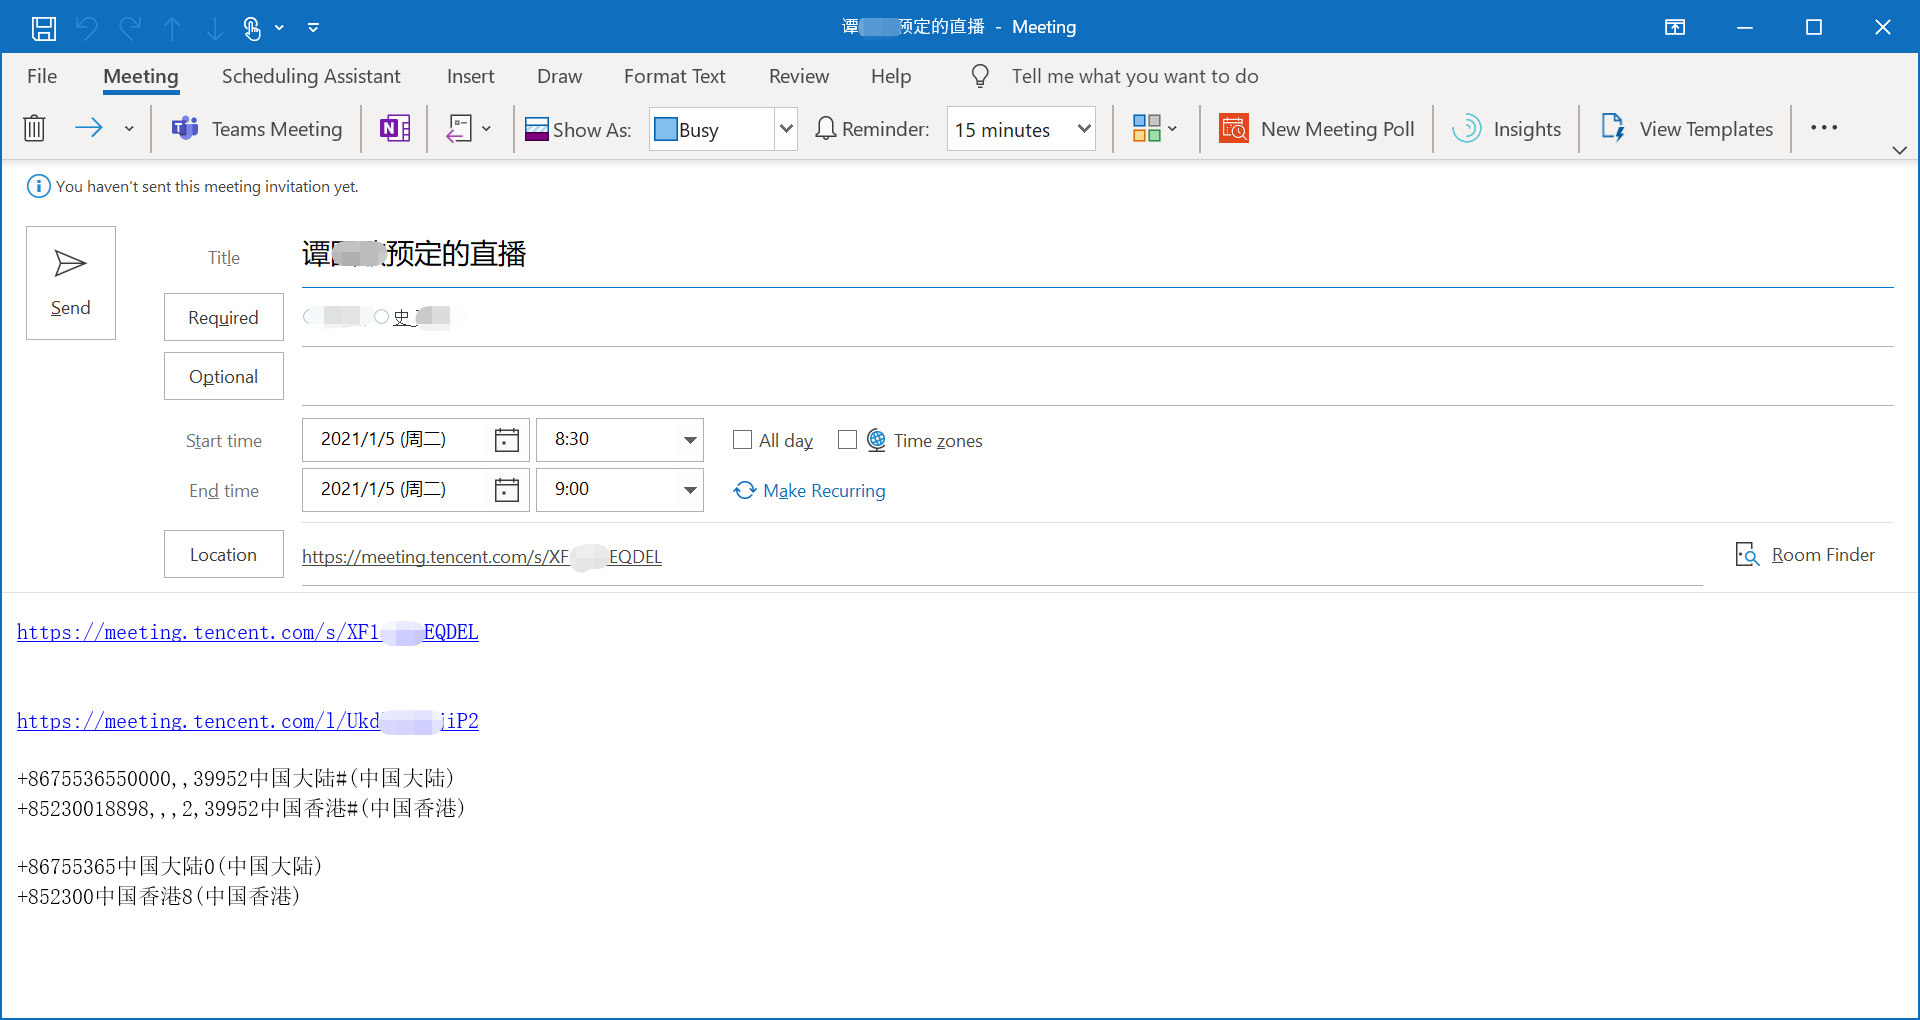 谭 预定的直播 - Meeting
File Meeting Scheduling Assistant Insert Draw Format Text Review Help Tell me what you want to do
Teams Meeting Show As: Busy Reminder: 15 minutes New Meeting Poll Insights View Templates
You haven't sent this meeting invitation yet.
Send
Title 谭 预定的直播
Required 史
Optional
Start time 2021/1/5 (周二) 8:30 All day Time zones
End time 2021/1/5 (周二) 9:00 Make Recurring
Location https://meeting.tencent.com/s/XF EQDEL Room Finder
https://meeting.tencent.com/s/XF1 EQDEL
https://meeting.tencent.com/l/Ukd jiP2
+8675536550000,,39952中国大陆#(中国大陆)
+85230018898,,,2,39952中国香港#(中国香港)
+86755365中国大陆0(中国大陆)
+852300中国香港8(中国香港)